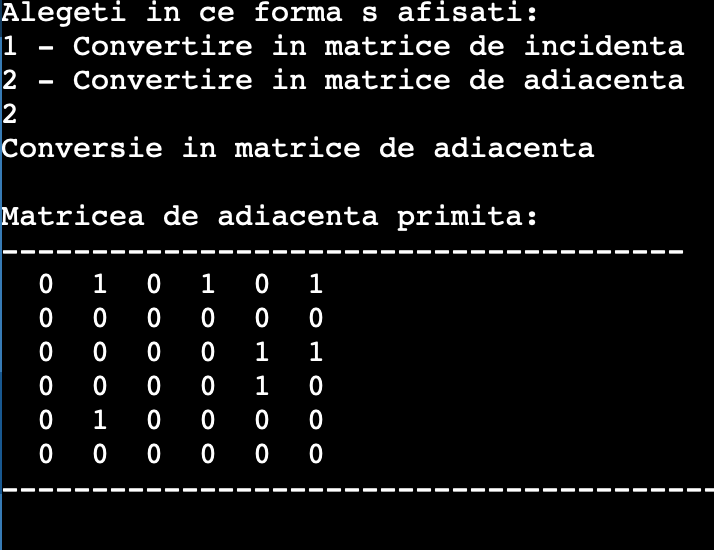 Alegeti in ce forma s afisati:
1 - Convertire in matrice de incidenta
2 - Convertire in matrice de adiacenta
2
Conversie in matrice de adiacenta
Matricea de adiacenta primita:
--------------------------------------
0 1 0 1 0 1
0 0 0 0 0 0
0 0 0 0 1 1
0 0 0 0 1 0
0 1 0 0 0 0
0 0 0 0 0 0
----------------------------------------